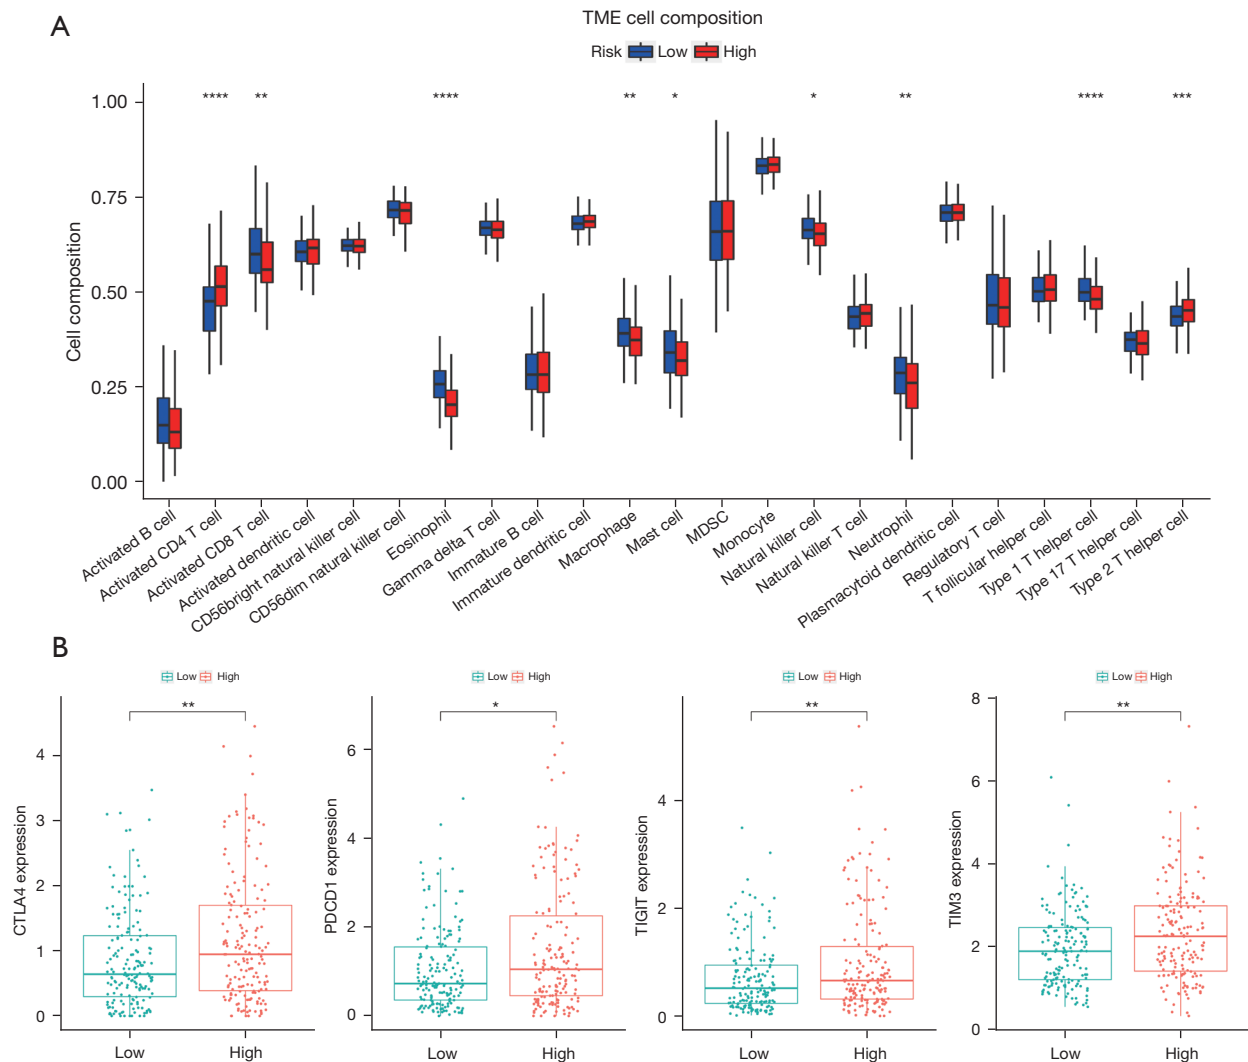 A
TME cell composition
Risk Low High
Cell composition
1.00
0.75
0.50
0.25
0.00
**** ** **** ** * * ** **** ***
Activated B cell
Activated CD4 T cell
Activated CD8 T cell
Activated dendritic cell
CD56bright natural killer cell
CD56dim natural killer cell
Eosinophil
Gamma delta T cell
Immature B cell
Immature dendritic cell
Macrophage
Mast cell
MDSC
Monocyte
Natural killer cell
Natural killer T cell
Neutrophil
Plasmacytoid dendritic cell
Regulatory T cell
T follicular helper cell
Type 1 T helper cell
Type 17 T helper cell
Type 2 T helper cell
B
Low High
**
CTLA4 expression
4
3
2
1
0
Low High
Low High
*
PDCD1 expression
6
4
2
0
Low High
Low High
**
TIGIT expression
4
2
0
Low High
Low High
**
TIM3 expression
8
6
4
2
0
Low High